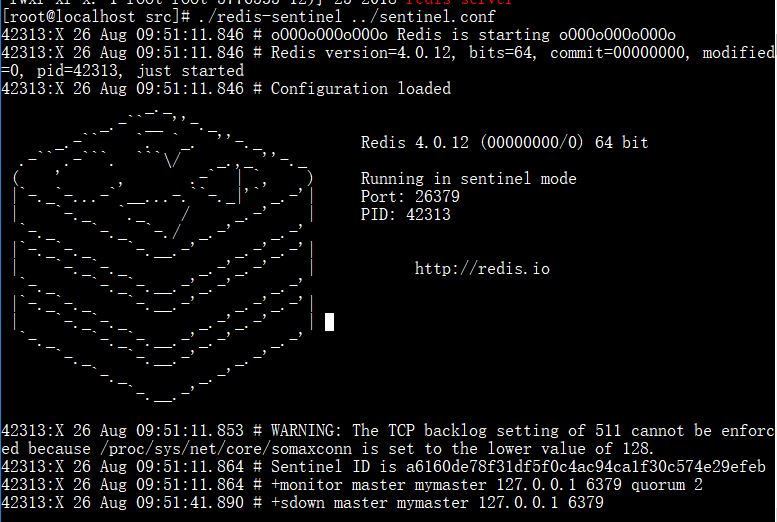 [root@localhost src]# ./redis-sentinel ../sentinel.conf
42313:X 26 Aug 09:51:11.846 # oO0OoO0OoO0Oo Redis is starting oO0OoO0OoO0Oo
42313:X 26 Aug 09:51:11.846 # Redis version=4.0.12, bits=64, commit=00000000, modified
=0, pid=42313, just started
42313:X 26 Aug 09:51:11.846 # Configuration loaded
Redis 4.0.12 (00000000/0) 64 bit
Running in sentinel mode
Port: 26379
PID: 42313
http://redis.io
42313:X 26 Aug 09:51:11.853 # WARNING: The TCP backlog setting of 511 cannot be enforc
ed because /proc/sys/net/core/somaxconn is set to the lower value of 128.
42313:X 26 Aug 09:51:11.864 # Sentinel ID is a6160de78f31df5f0c4ac94ca1f30c574e29efeb
42313:X 26 Aug 09:51:11.864 # +monitor master mymaster 127.0.0.1 6379 quorum 2
42313:X 26 Aug 09:51:41.890 # +sdown master mymaster 127.0.0.1 6379